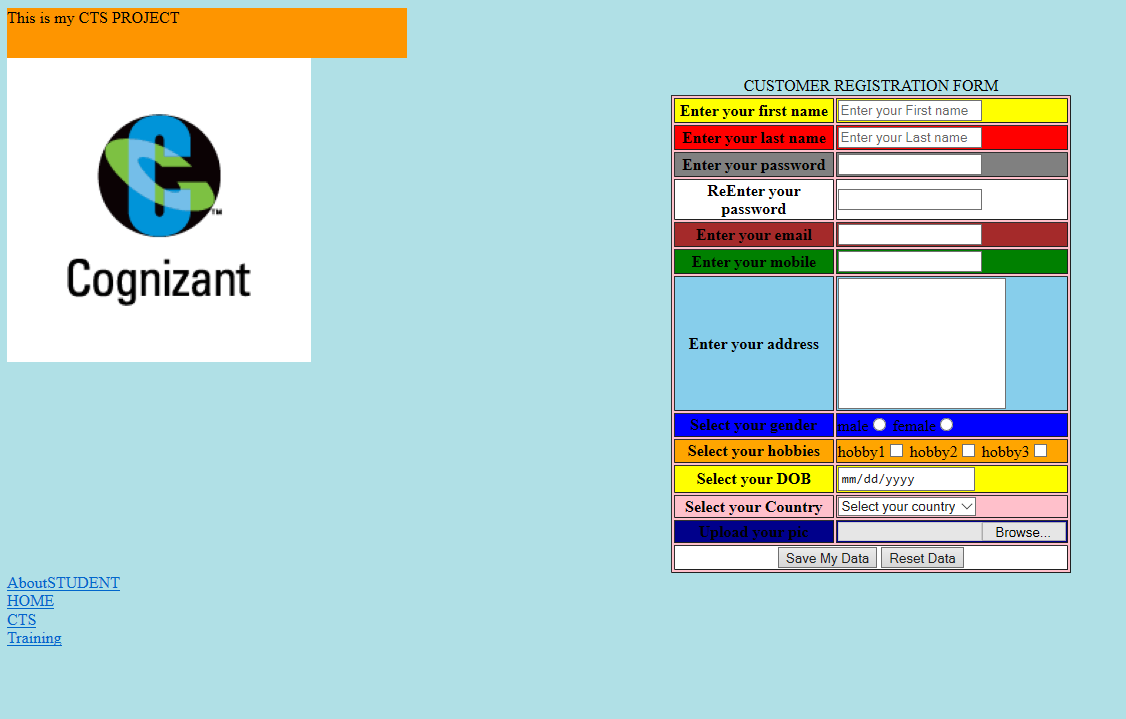 This is my CTS PROJECT
C
™
Cognizant
CUSTOMER REGISTRATION FORM
Enter your first name Enter your First name
Enter your last name Enter your Last name
Enter your password
ReEnter your
password
Enter your email
Enter your mobile
Enter your address
Select your gender male female
Select your hobbies hobby1 hobby2 hobby3
Select your DOB mm/dd/yyyy
Select your Country Select your country
Upload your pic Browse...
Save My Data Reset Data
AboutSTUDENT
HOME
CTS
Training